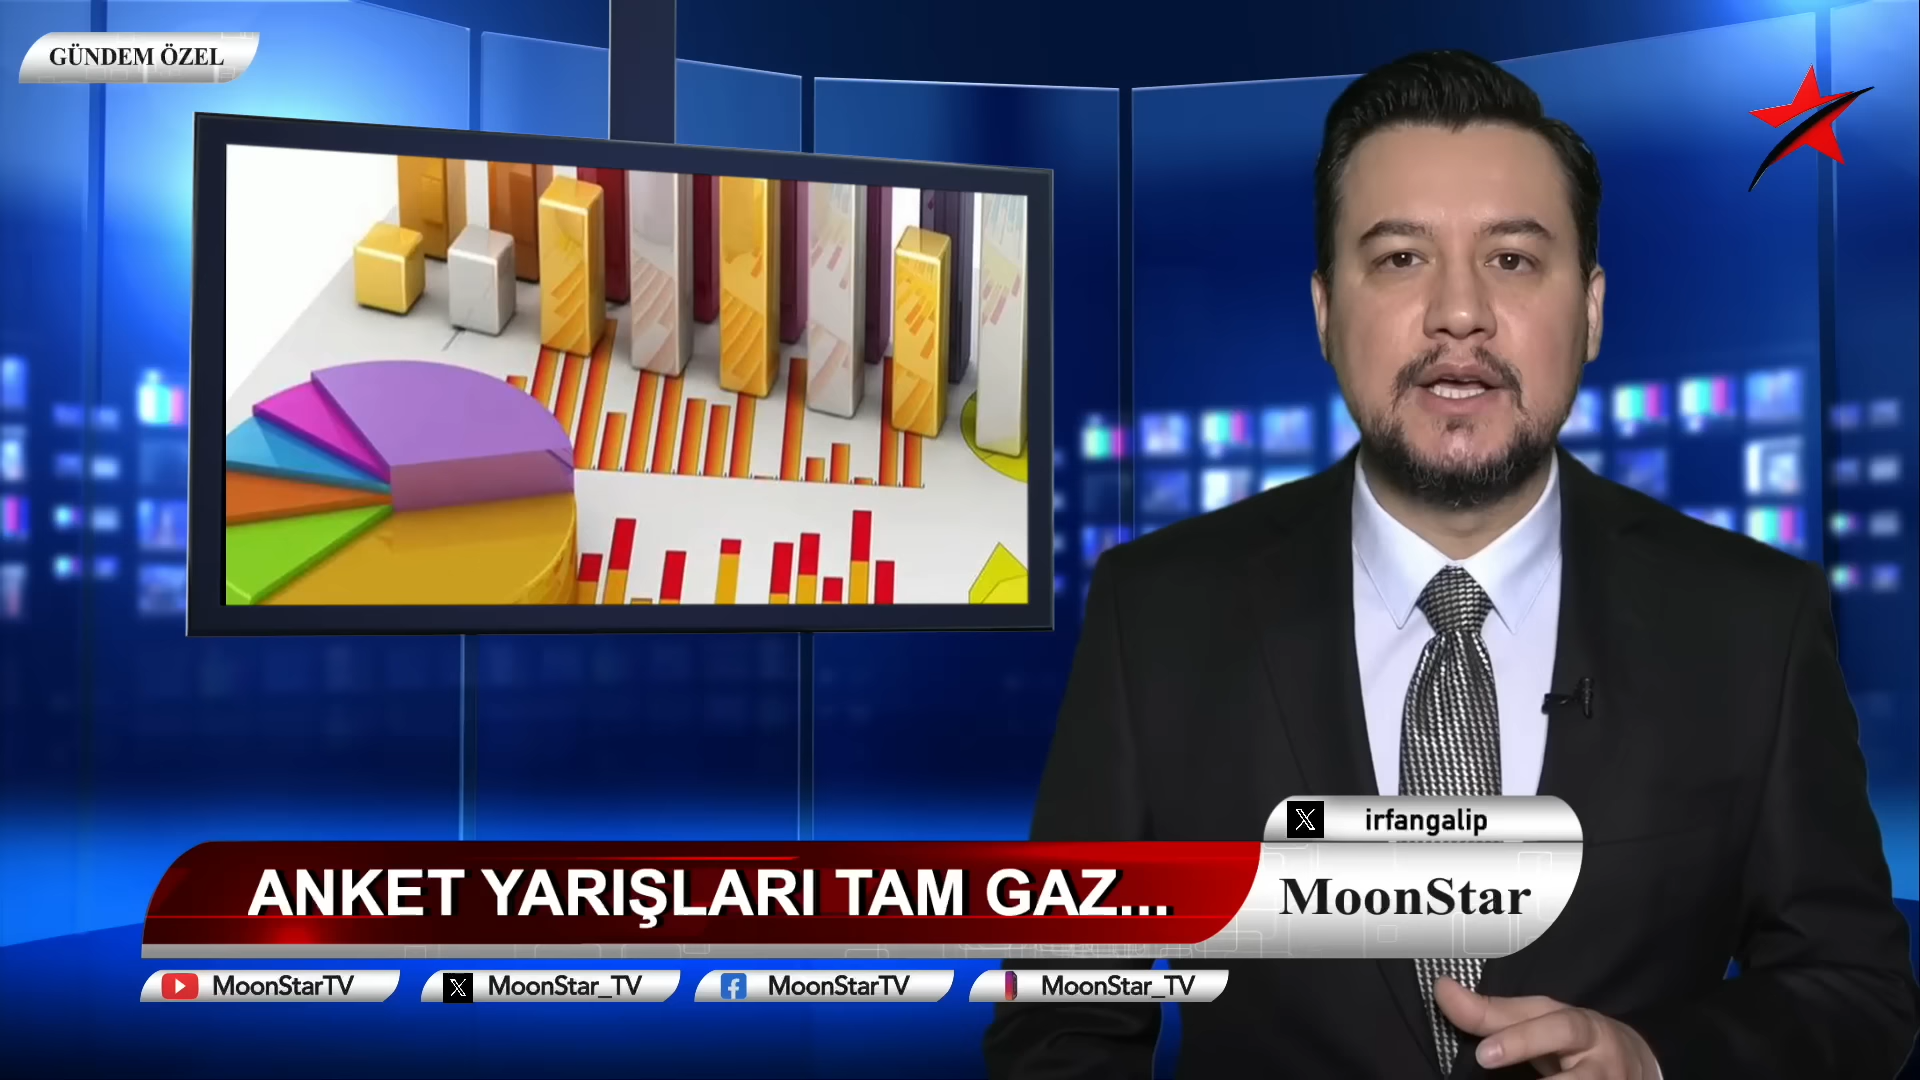 GÜNDEM ÖZEL
irfangalip
ANKET YARIŞLARI TAM GAZ...
MoonStar
MoonStarTV
MoonStar_TV
MoonStarTV
MoonStar_TV